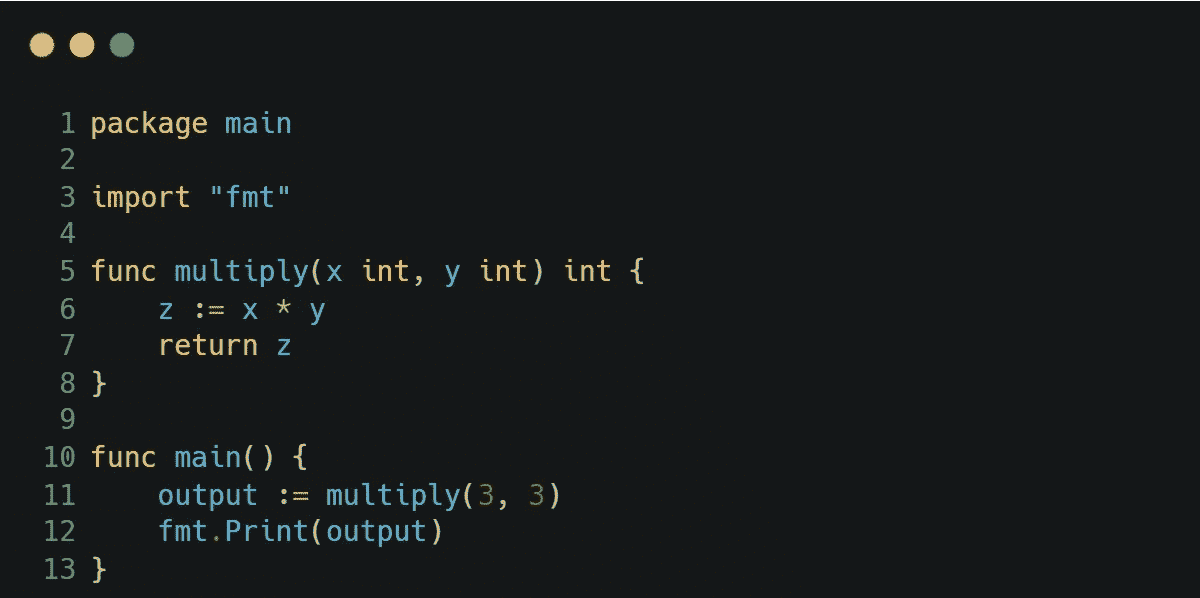 1 package main
2
3 import "fmt"
4
5 func multiply(x int, y int) int {
6     z := x * y
7     return z
8 }
9
10 func main() {
11     output := multiply(3, 3)
12     fmt.Print(output)
13 }